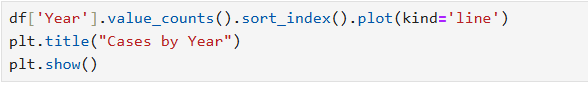 df['Year'].value_counts().sort_index().plot(kind='line')
plt.title("Cases by Year")
plt.show()